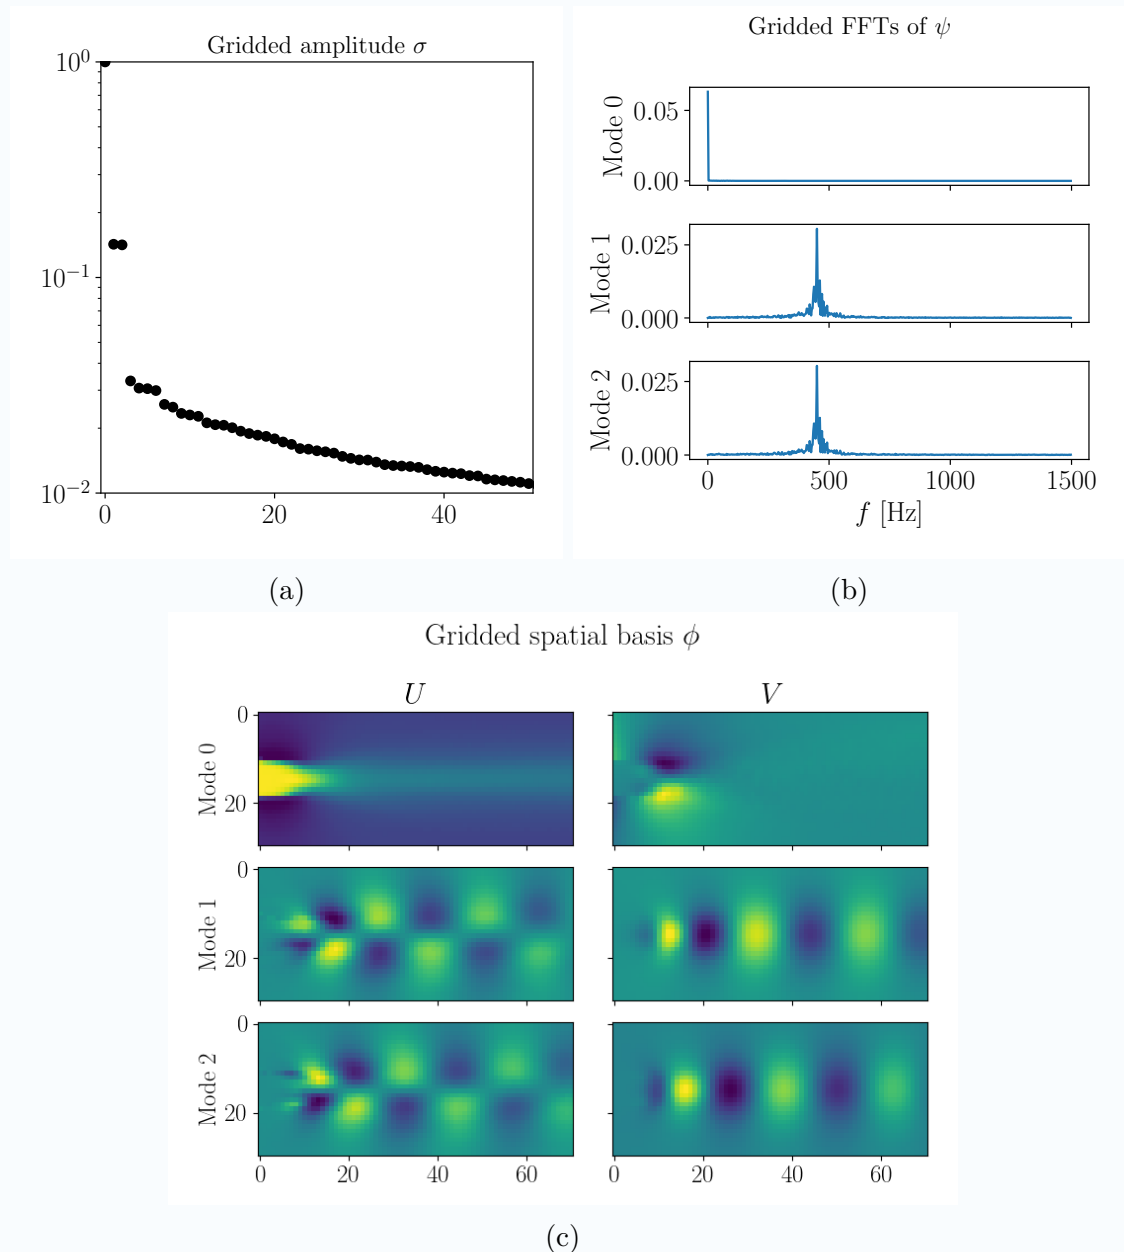 Gridded amplitude σ
10⁰
10⁻¹
10⁻²
0 20 40
(a)
Gridded FFTs of ψ
Mode 0
0.05
0.00
Mode 1
0.025
0.000
Mode 2
0.025
0.000
0 500 1000 1500
f [Hz]
(b)
Gridded spatial basis ϕ
U V
Mode 0
0
20
Mode 1
0
20
Mode 2
0
20
0 20 40 60 0 20 40 60
(c)